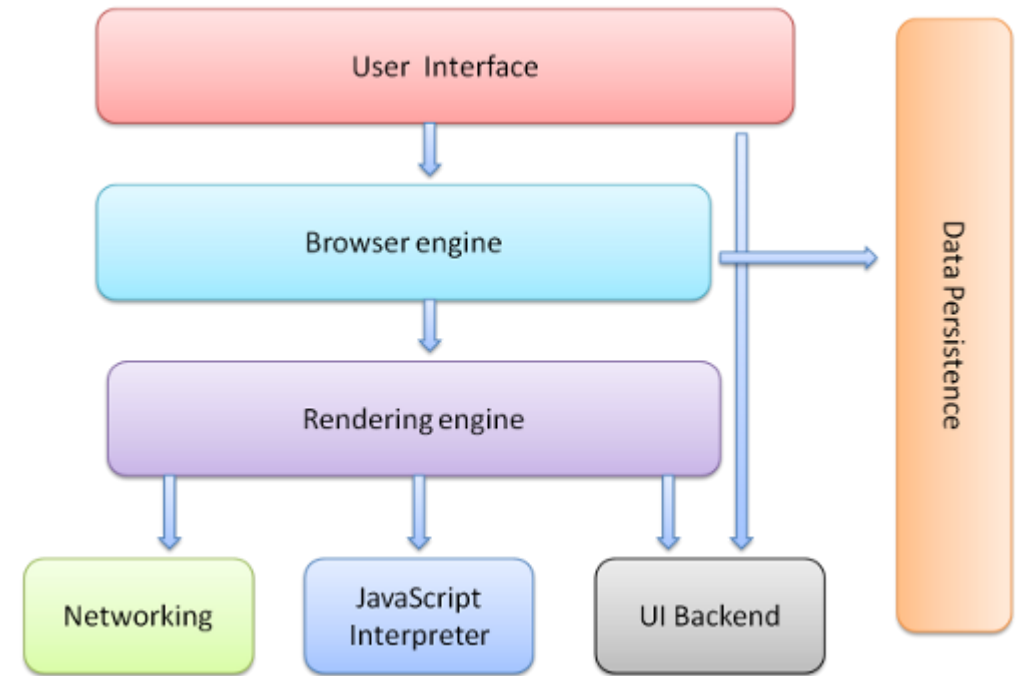 User Interface
Browser engine
Data Persistence
Rendering engine
Networking
JavaScript
Interpreter
UI Backend